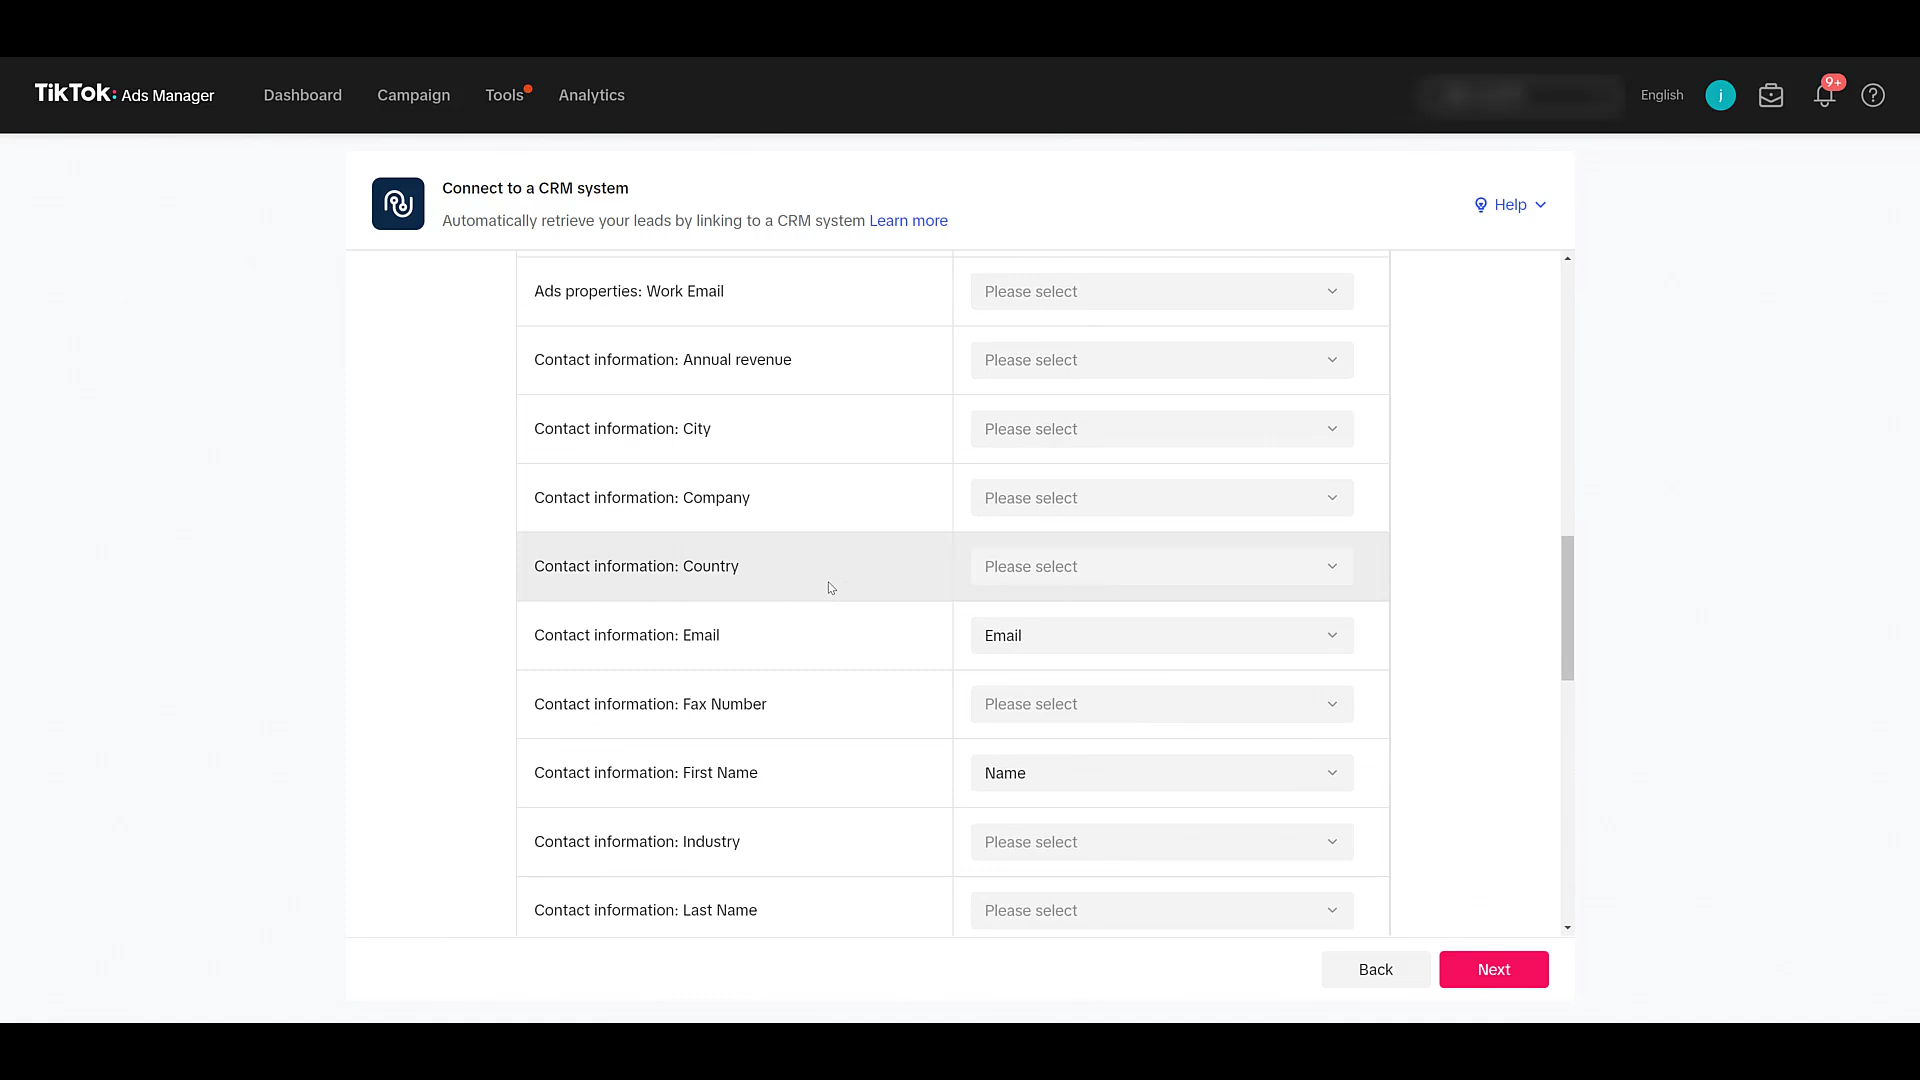 TikTok: Ads Manager
Dashboard
Campaign
Tools
Analytics
English
j
9+
Connect to a CRM system
Automatically retrieve your leads by linking to a CRM system Learn more
Help
Ads properties: Work Email
Please select
Contact information: Annual revenue
Please select
Contact information: City
Please select
Contact information: Company
Please select
Contact information: Country
Please select
Contact information: Email
Email
Contact information: Fax Number
Please select
Contact information: First Name
Name
Contact information: Industry
Please select
Contact information: Last Name
Please select
Back
Next